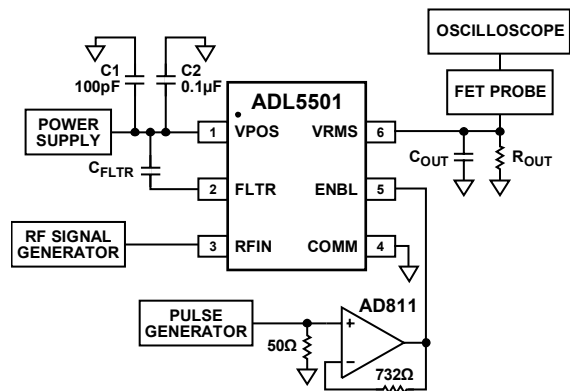 OSCILLOSCOPE
C1
100pF
C2
0.1µF
FET PROBE
ADL5501
POWER
SUPPLY
1
VPOS
VRMS
6
CFLTR
COUT
ROUT
2
FLTR
ENBL
5
RF SIGNAL
GENERATOR
3
RFIN
COMM
4
AD811
PULSE
GENERATOR
50Ω
+
–
732Ω